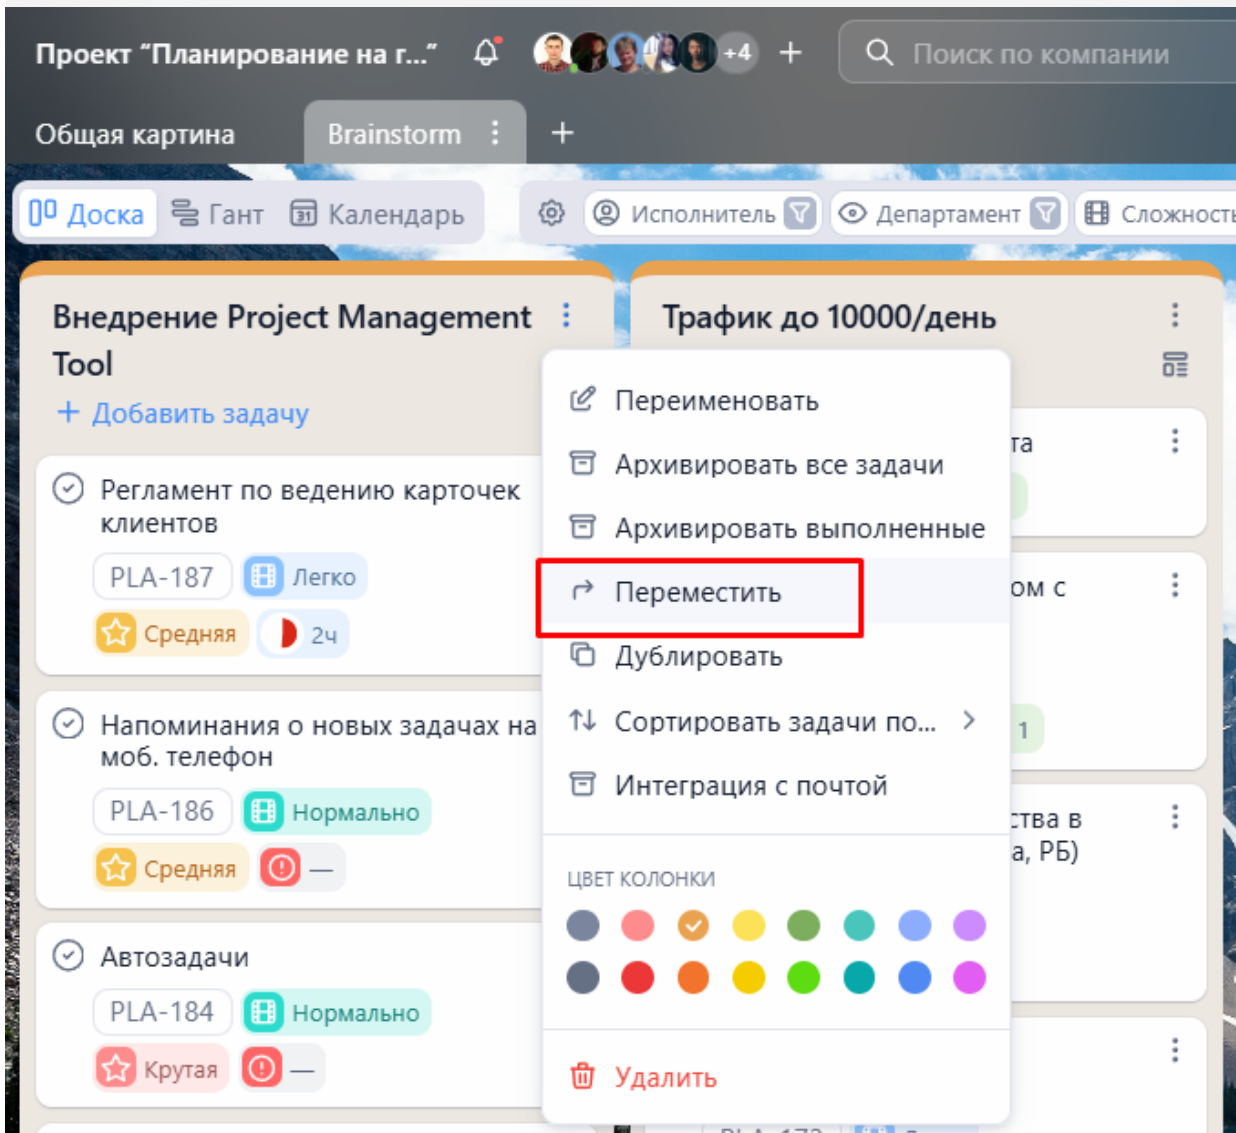 Проект “Планирование на г...”
+4
Поиск по компании
Общая картина
Brainstorm
Доска
Гант
31
Календарь
Исполнитель
Департамент
Сложность
Внедрение Project Management
Tool
+ Добавить задачу
Регламент по ведению карточек
клиентов
PLA-187
Легко
Средняя
2ч
Напоминания о новых задачах на
моб. телефон
PLA-186
Нормально
Средняя
—
Автозадачи
PLA-184
Нормально
Крутая
—
Переименовать
Архивировать все задачи
Архивировать выполненные
Переместить
Дублировать
Сортировать задачи по...
Интеграция с почтой
ЦВЕТ КОЛОНКИ
Удалить
Трафик до 10000/день
та
ом с
1
ства в
а, РБ)